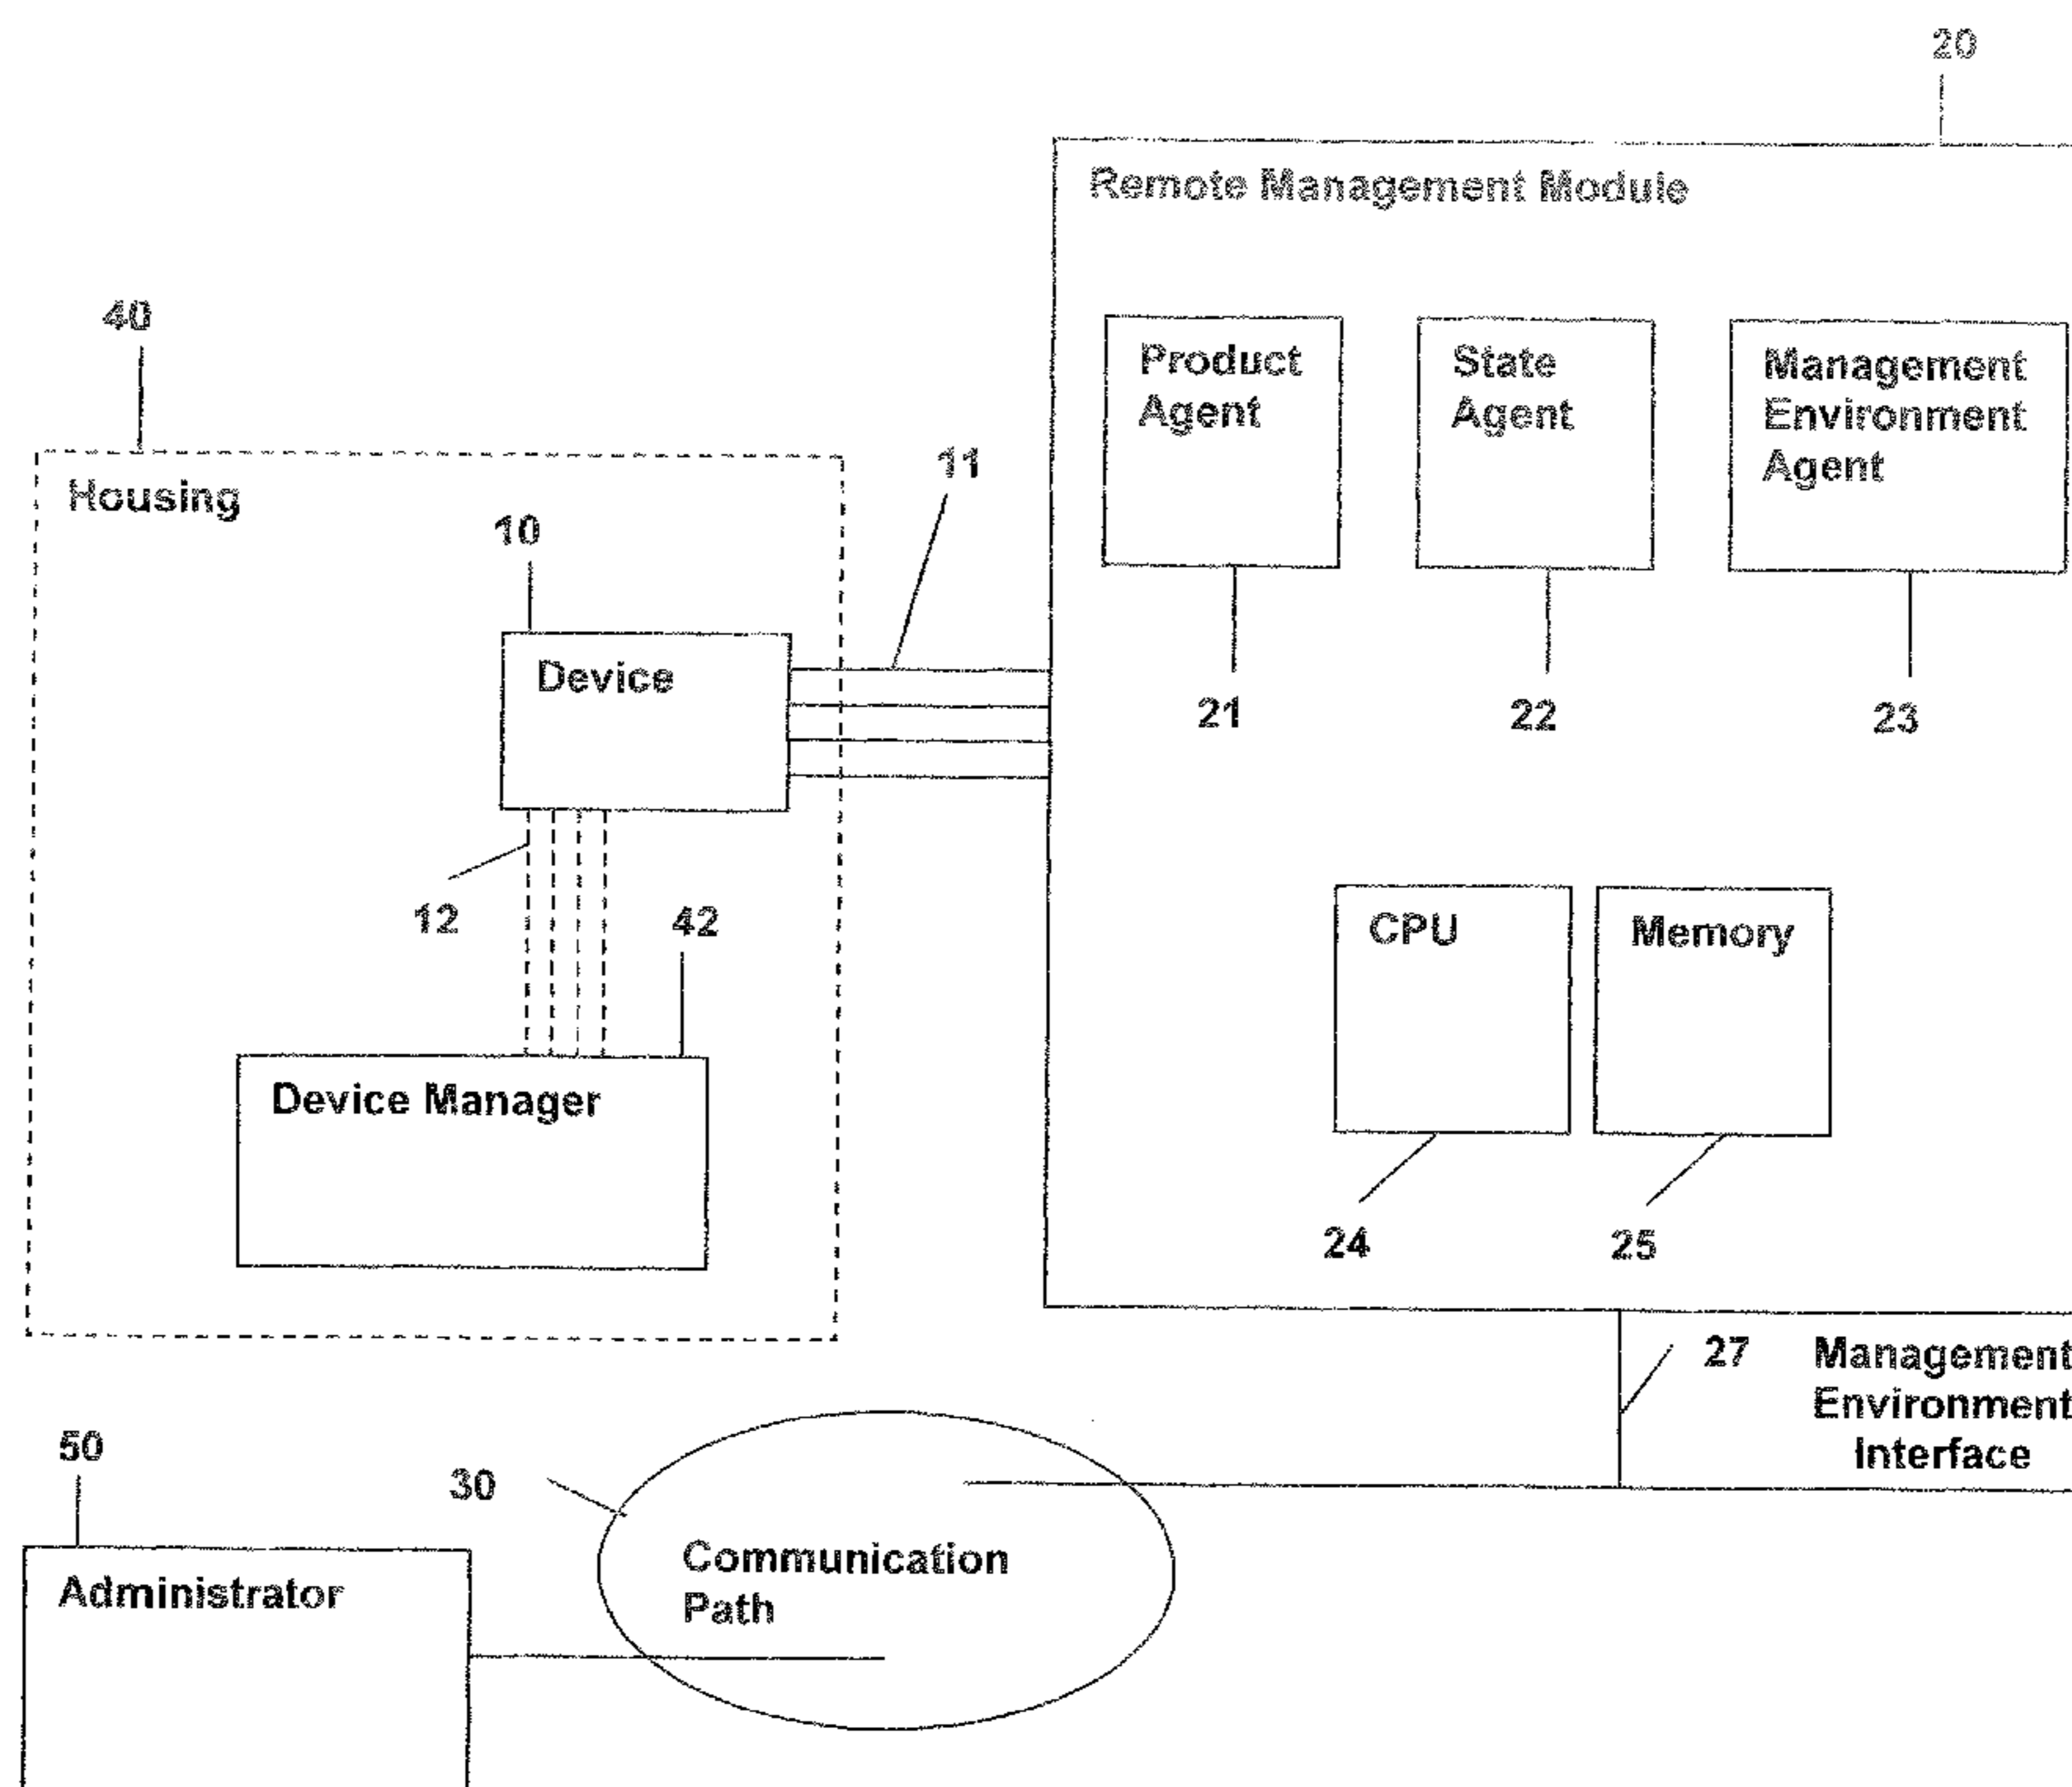 20
Remote Management Module
40
Product
Agent
State
Agent
Management
Environment
Agent
11
Housing
10
Device
21
22
23
12
42
CPU
Memory
Device Manager
24
25
27
Management
Environment
Interface
50
30
Communication
Path
Administrator